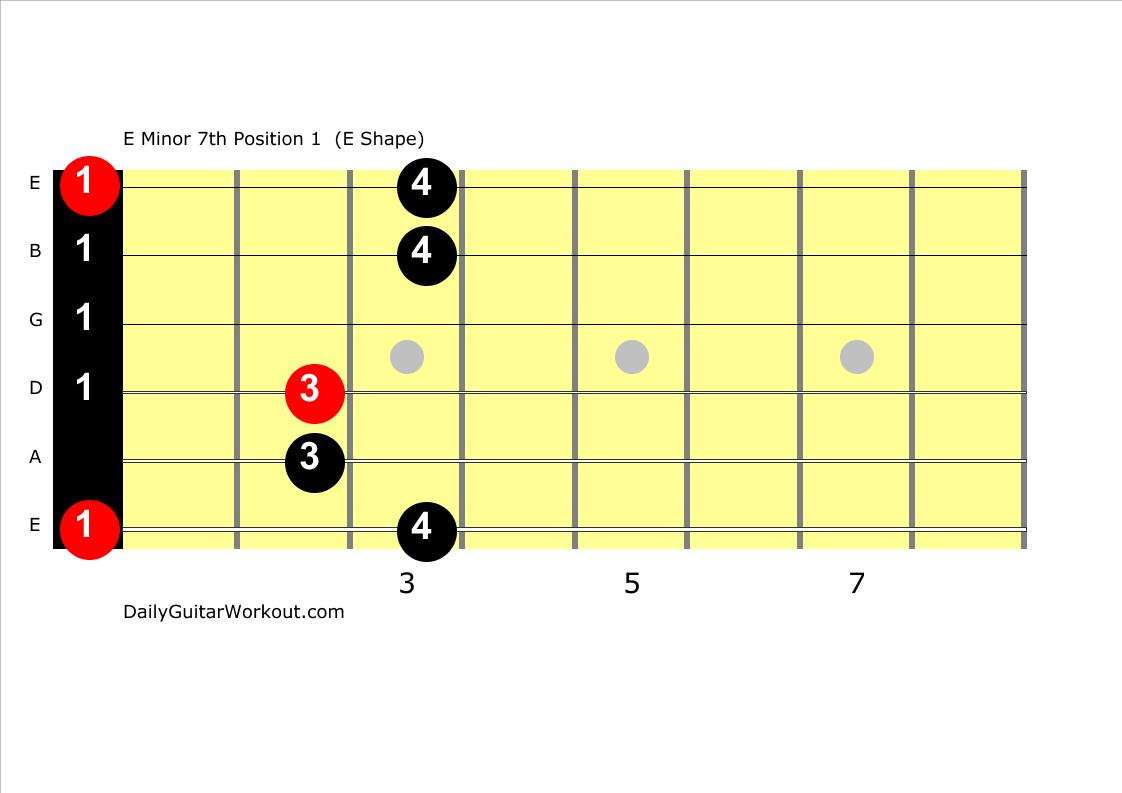 E Minor 7th Position 1  (E Shape)
E 1 4
B 1 4
G 1
D 1 3
A 3
E 1 4
3 5 7
DailyGuitarWorkout.com